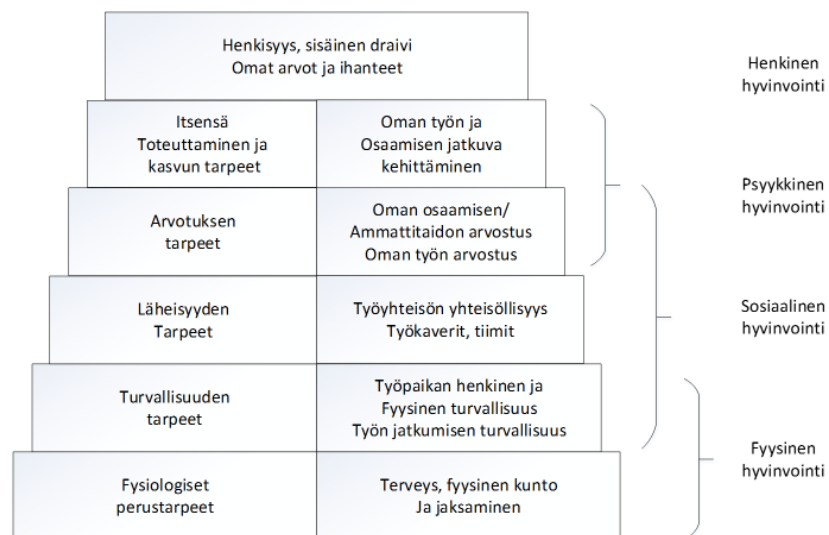 Henkisyys, sisäinen draivi
Omat arvot ja ihanteet
Henkinen
hyvinvointi
Itsensä
Toteuttaminen ja
kasvun tarpeet
Oman työn ja
Osaamisen jatkuva
kehittäminen
Psyykkinen
hyvinvointi
Arvotuksen
tarpeet
Oman osaamisen/
Ammattitaidon arvostus
Oman työn arvostus
Läheisyyden
Tarpeet
Työyhteisön yhteisöllisyys
Työkaverit, tiimit
Sosiaalinen
hyvinvointi
Turvallisuuden
tarpeet
Työpaikan henkinen ja
Fyysinen turvallisuus
Työn jatkumisen turvallisuus
Fyysinen
hyvinvointi
Fysiologiset
perustarpeet
Terveys, fyysinen kunto
Ja jaksaminen